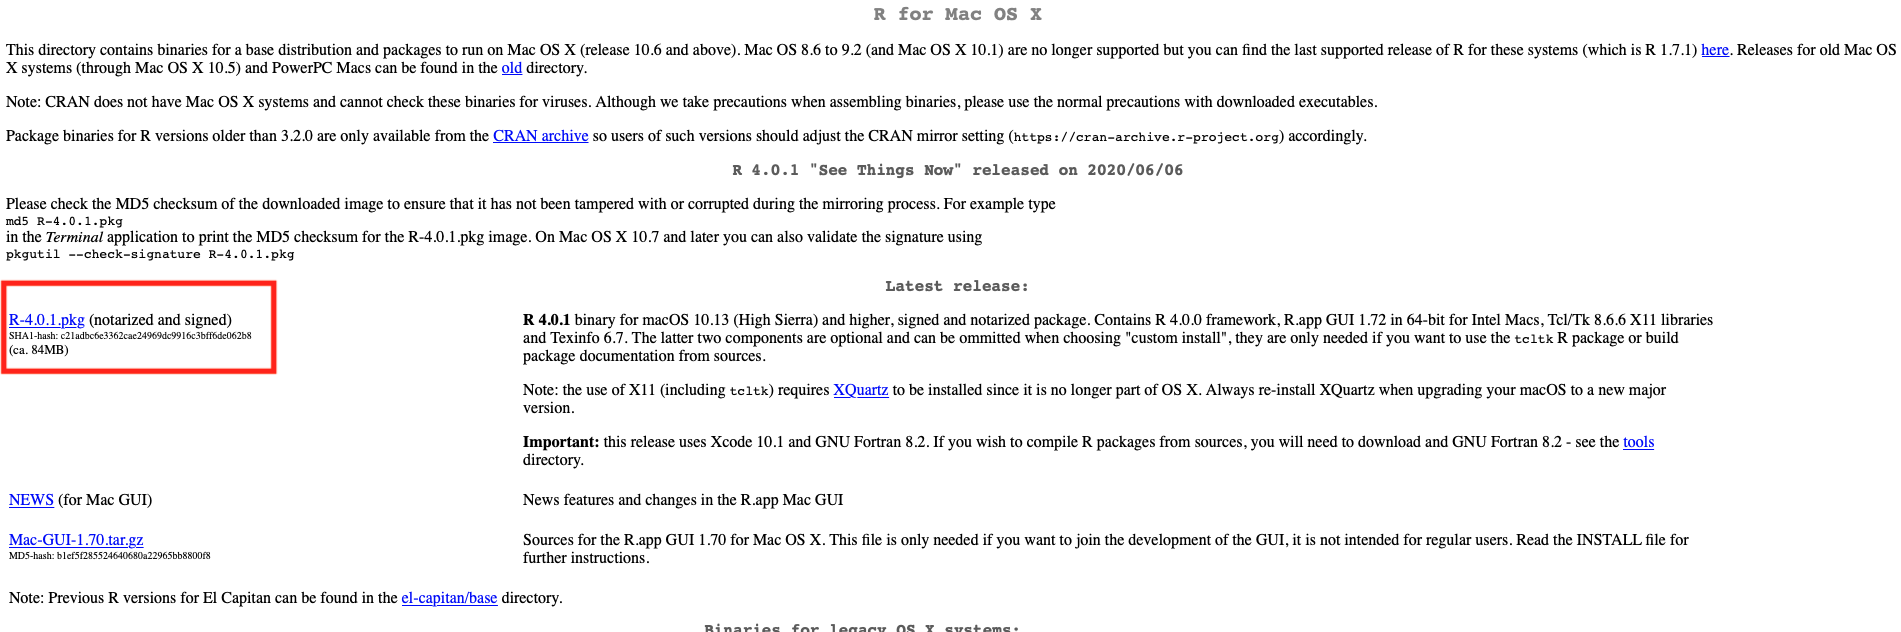 R for Mac OS X
This directory contains binaries for a base distribution and packages to run on Mac OS X (release 10.6 and above). Mac OS 8.6 to 9.2 (and Mac OS X 10.1) are no longer supported but you can find the last supported release of R for these systems (which is R 1.7.1) here. Releases for old Mac OS
X systems (through Mac OS X 10.5) and PowerPC Macs can be found in the old directory.
Note: CRAN does not have Mac OS X systems and cannot check these binaries for viruses. Although we take precautions when assembling binaries, please use the normal precautions with downloaded executables.
Package binaries for R versions older than 3.2.0 are only available from the CRAN archive so users of such versions should adjust the CRAN mirror setting (https://cran-archive.r-project.org) accordingly.
R 4.0.1 "See Things Now" released on 2020/06/06
Please check the MD5 checksum of the downloaded image to ensure that it has not been tampered with or corrupted during the mirroring process. For example type
md5 R-4.0.1.pkg
in the Terminal application to print the MD5 checksum for the R-4.0.1.pkg image. On Mac OS X 10.7 and later you can also validate the signature using
pkgutil --check-signature R-4.0.1.pkg
Latest release:
R-4.0.1.pkg (notarized and signed)
SHA1-hash: c21adbc6e3362cae24969dc9916c3bff6de062b8
(ca. 84MB)
R 4.0.1 binary for macOS 10.13 (High Sierra) and higher, signed and notarized package. Contains R 4.0.0 framework, R.app GUI 1.72 in 64-bit for Intel Macs, Tcl/Tk 8.6.6 X11 libraries
and Texinfo 6.7. The latter two components are optional and can be ommitted when choosing "custom install", they are only needed if you want to use the tcltk R package or build
package documentation from sources.
Note: the use of X11 (including tcltk) requires XQuartz to be installed since it is no longer part of OS X. Always re-install XQuartz when upgrading your macOS to a new major
version.
Important: this release uses Xcode 10.1 and GNU Fortran 8.2. If you wish to compile R packages from sources, you will need to download and GNU Fortran 8.2 - see the tools
directory.
NEWS (for Mac GUI)
News features and changes in the R.app Mac GUI
Mac-GUI-1.70.tar.gz
MD5-hash: b1ef5f285524640680a22965bb8800f8
Sources for the R.app GUI 1.70 for Mac OS X. This file is only needed if you want to join the development of the GUI, it is not intended for regular users. Read the INSTALL file for
further instructions.
Note: Previous R versions for El Capitan can be found in the el-capitan/base directory.
Binaries for legacy OS X systems: